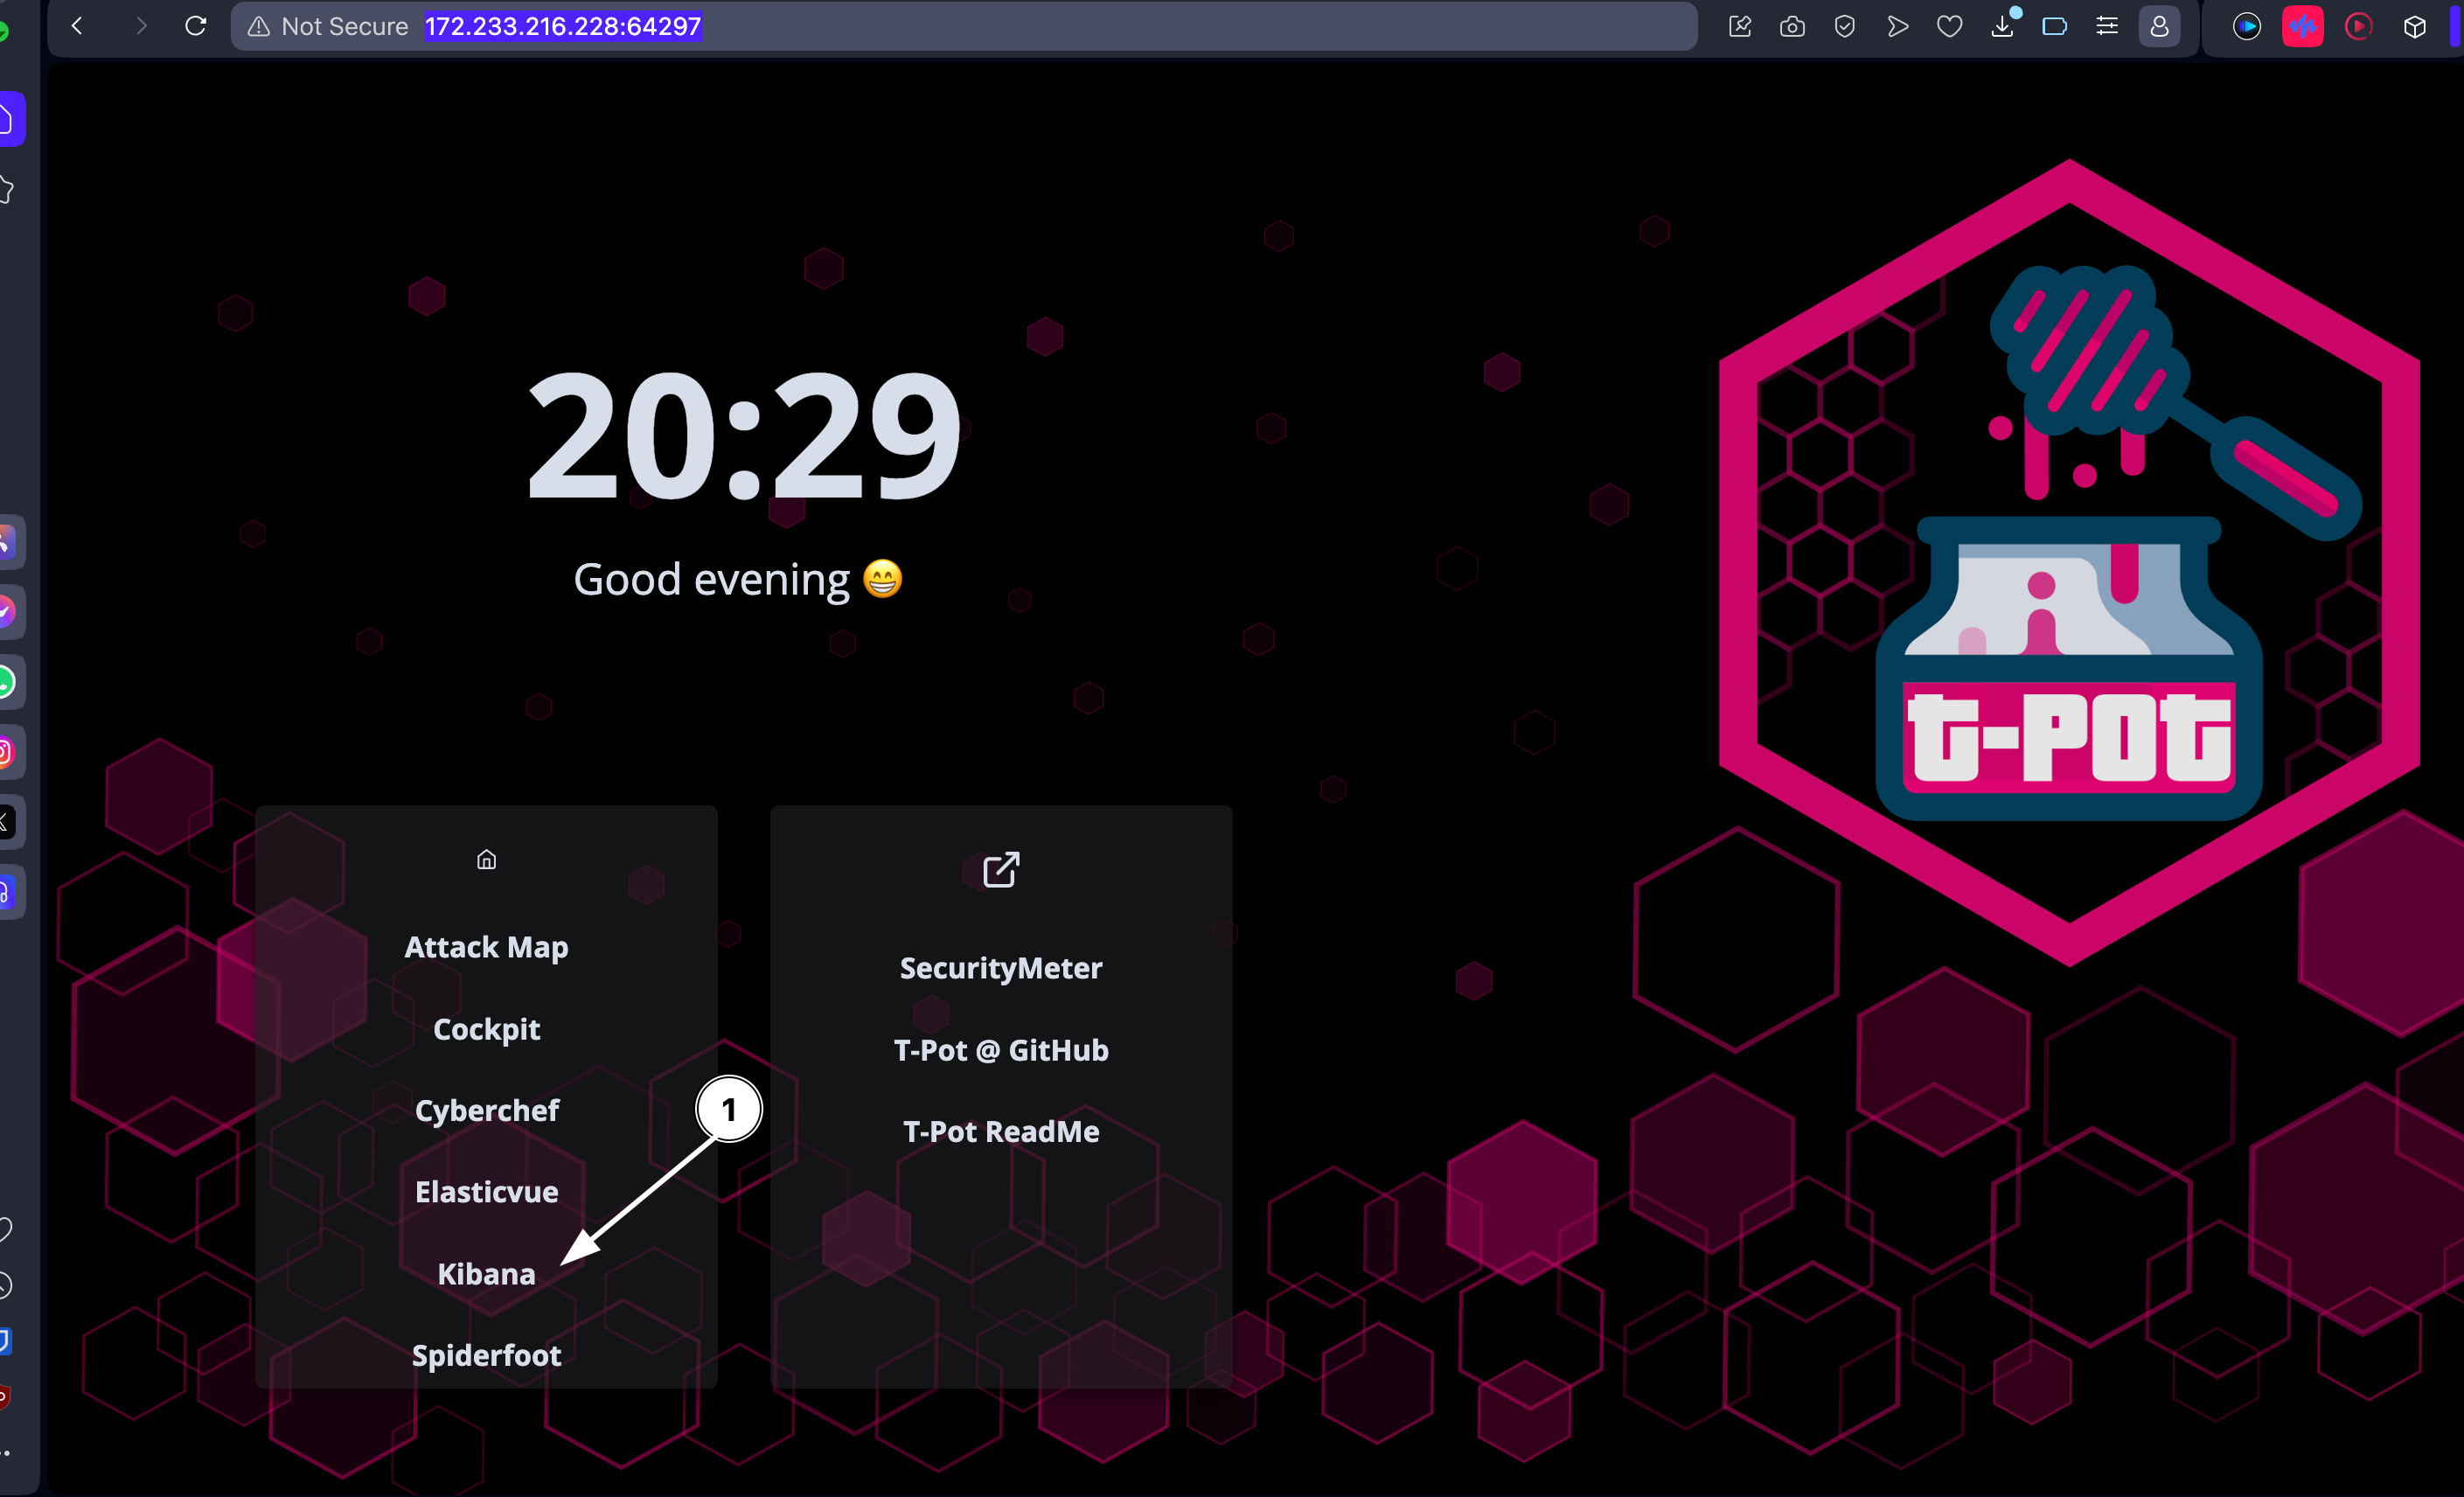 Not Secure 172.233.216.228:64297
20:29
Good evening 😁
Attack Map
Cockpit
Cyberchef
Elasticvue
Kibana
Spiderfoot
1
SecurityMeter
T-Pot @ GitHub
T-Pot ReadMe
t-pot